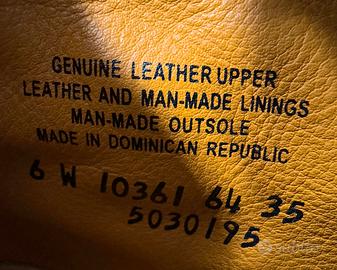 GENUINE LEATHER UPPER
LEATHER AND MAN-MADE LININGS
MAN-MADE OUTSOLE
MADE IN DOMINICAN REPUBLIC
6 W 10361 64 35
5030195